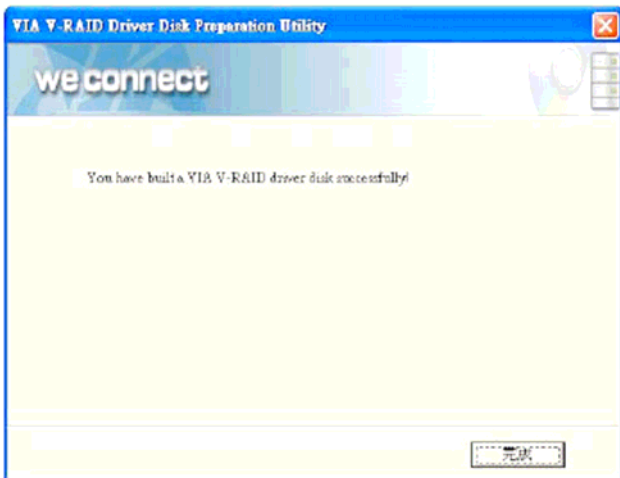 VIA V-RAID Driver Disk Preparation Utility
we connect
You have built a VIA V-RAID driver disk successfully!
完成